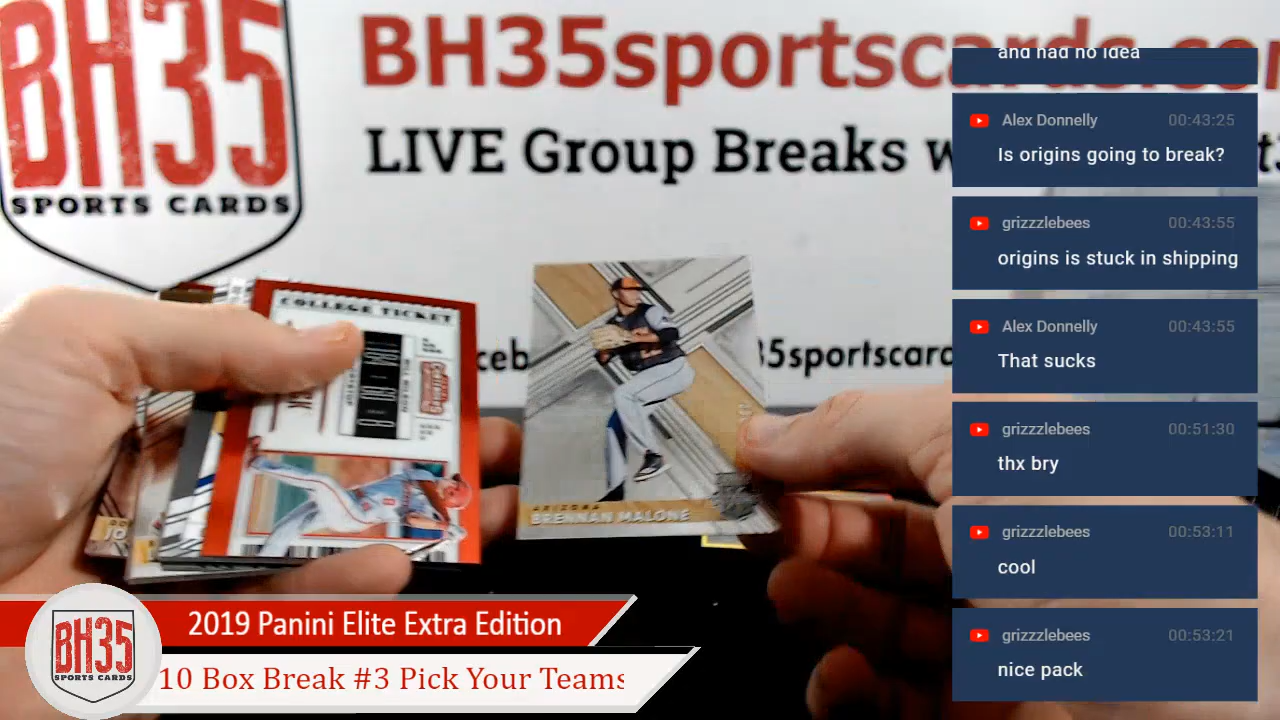 BH35
SPORTS CARDS
BH35sportscards.co
LIVE Group Breaks w
ceb
35sportscard
COLLEGE TICKET
ARIZONA
BRENNAN MALONE
and had no idea
Alex Donnelly 00:43:25
Is origins going to break?
grizzzlebees 00:43:55
origins is stuck in shipping
Alex Donnelly 00:43:55
That sucks
grizzzlebees 00:51:30
thx bry
grizzzlebees 00:53:11
cool
grizzzlebees 00:53:21
nice pack
BH35
SPORTS CARDS
2019 Panini Elite Extra Edition
10 Box Break #3 Pick Your Teams